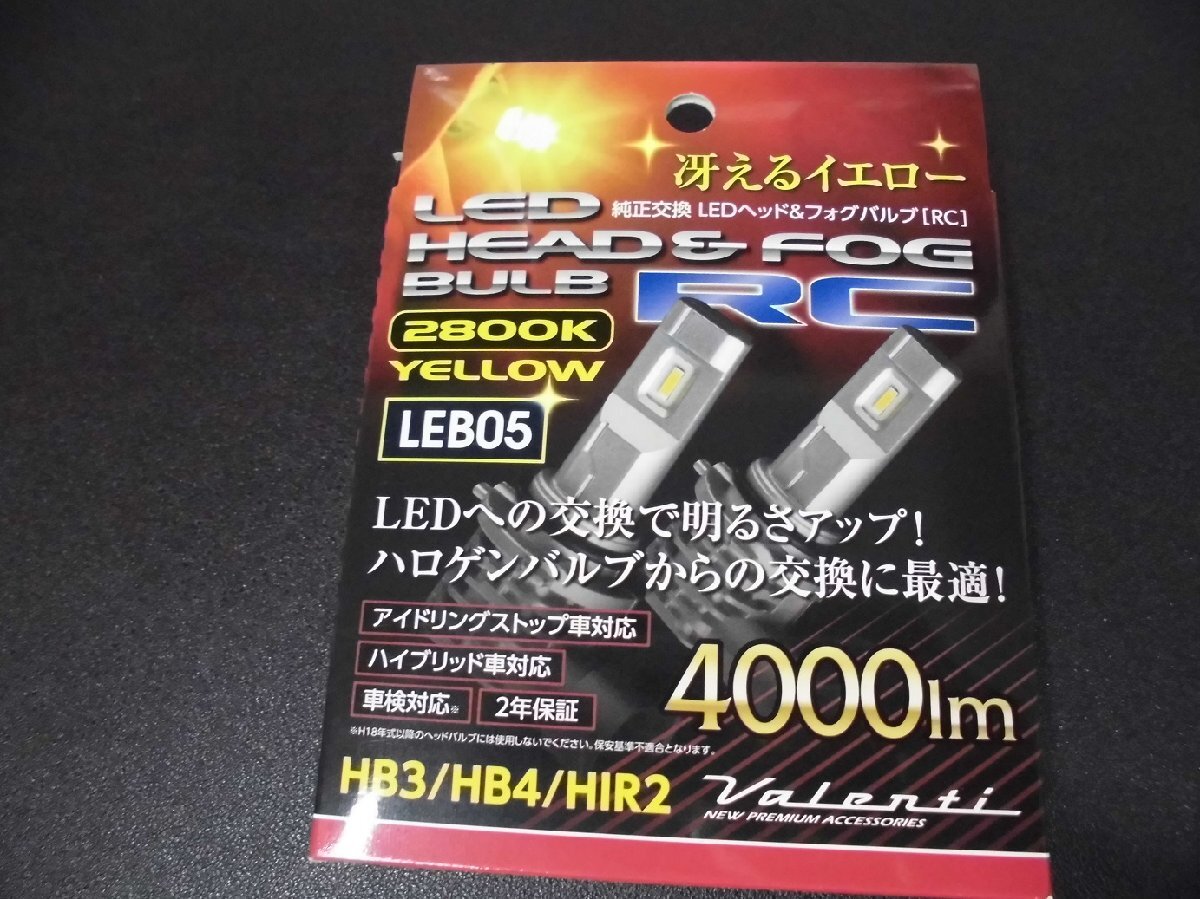 冴えるイエロー
LED 純正交換 LEDヘッド&フォグバルブ[RC]
HEAD & FOG
BULB RC
2800K
YELLOW
LEB05
LEDへの交換で明るさアップ!
ハロゲンバルブからの交換に最適!
アイドリングストップ車対応
ハイブリッド車対応
車検対応※ 2年保証
4000lm
※H18年式以降のヘッドバルブには使用しないでください。保安基準不適合となります。
HB3/HB4/HIR2
Valenti
NEW PREMIUM ACCESSORIES